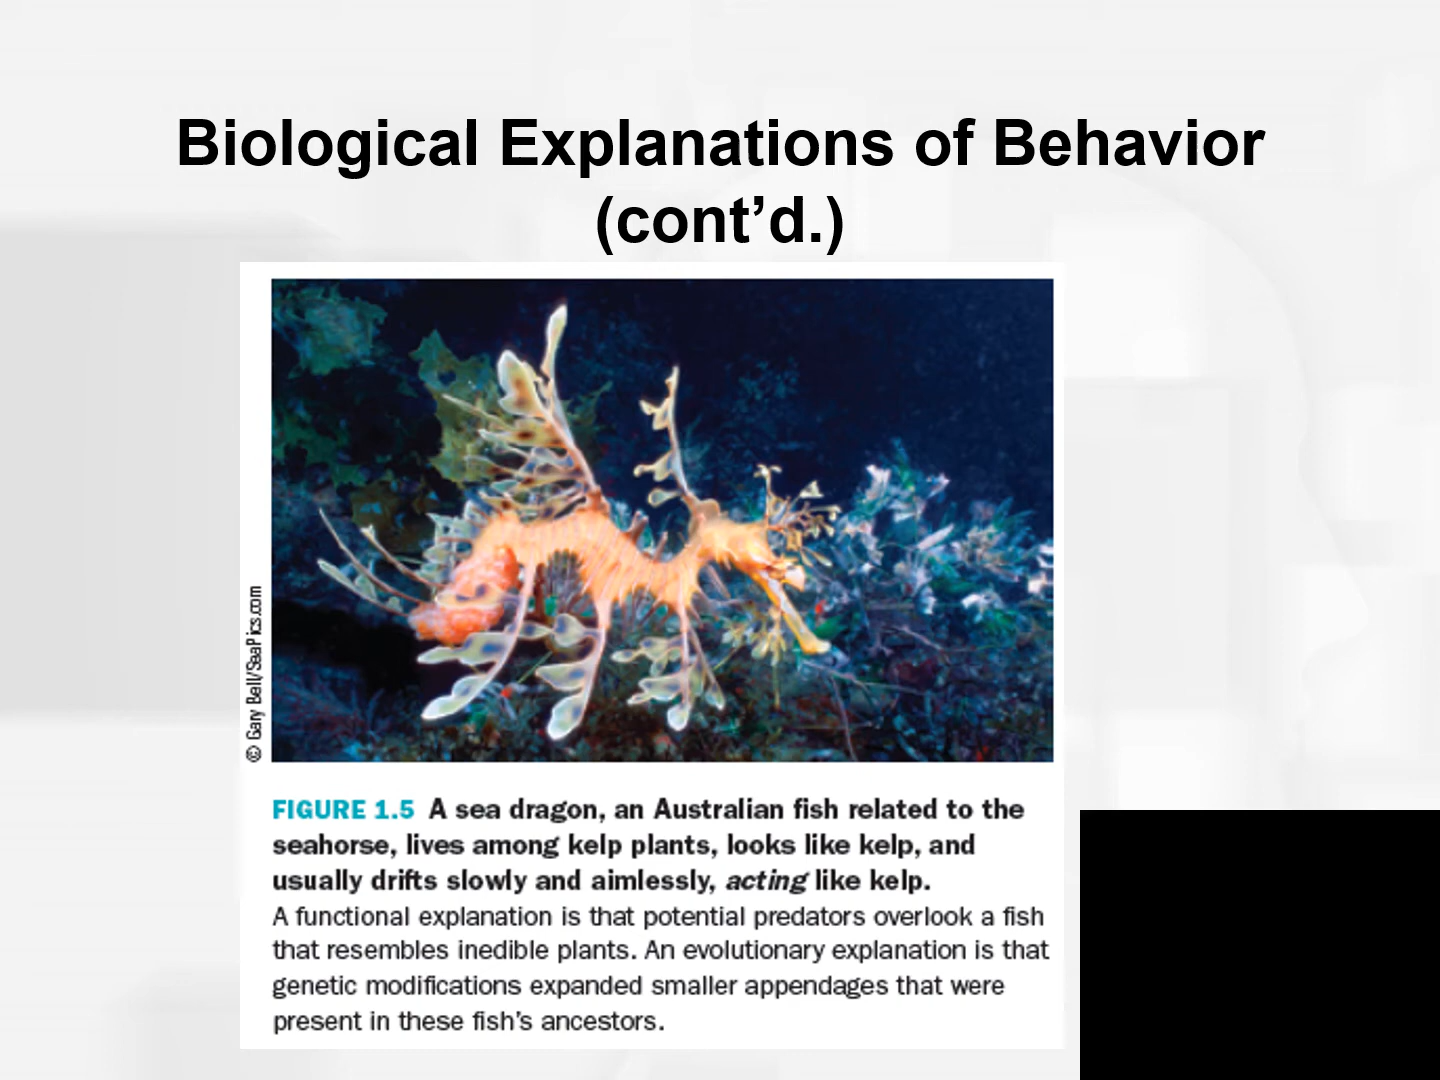 Biological Explanations of Behavior
(cont’d.)
© Gary Bell/SeaPics.com
FIGURE 1.5 A sea dragon, an Australian fish related to the
seahorse, lives among kelp plants, looks like kelp, and
usually drifts slowly and aimlessly, acting like kelp.
A functional explanation is that potential predators overlook a fish
that resembles inedible plants. An evolutionary explanation is that
genetic modifications expanded smaller appendages that were
present in these fish’s ancestors.